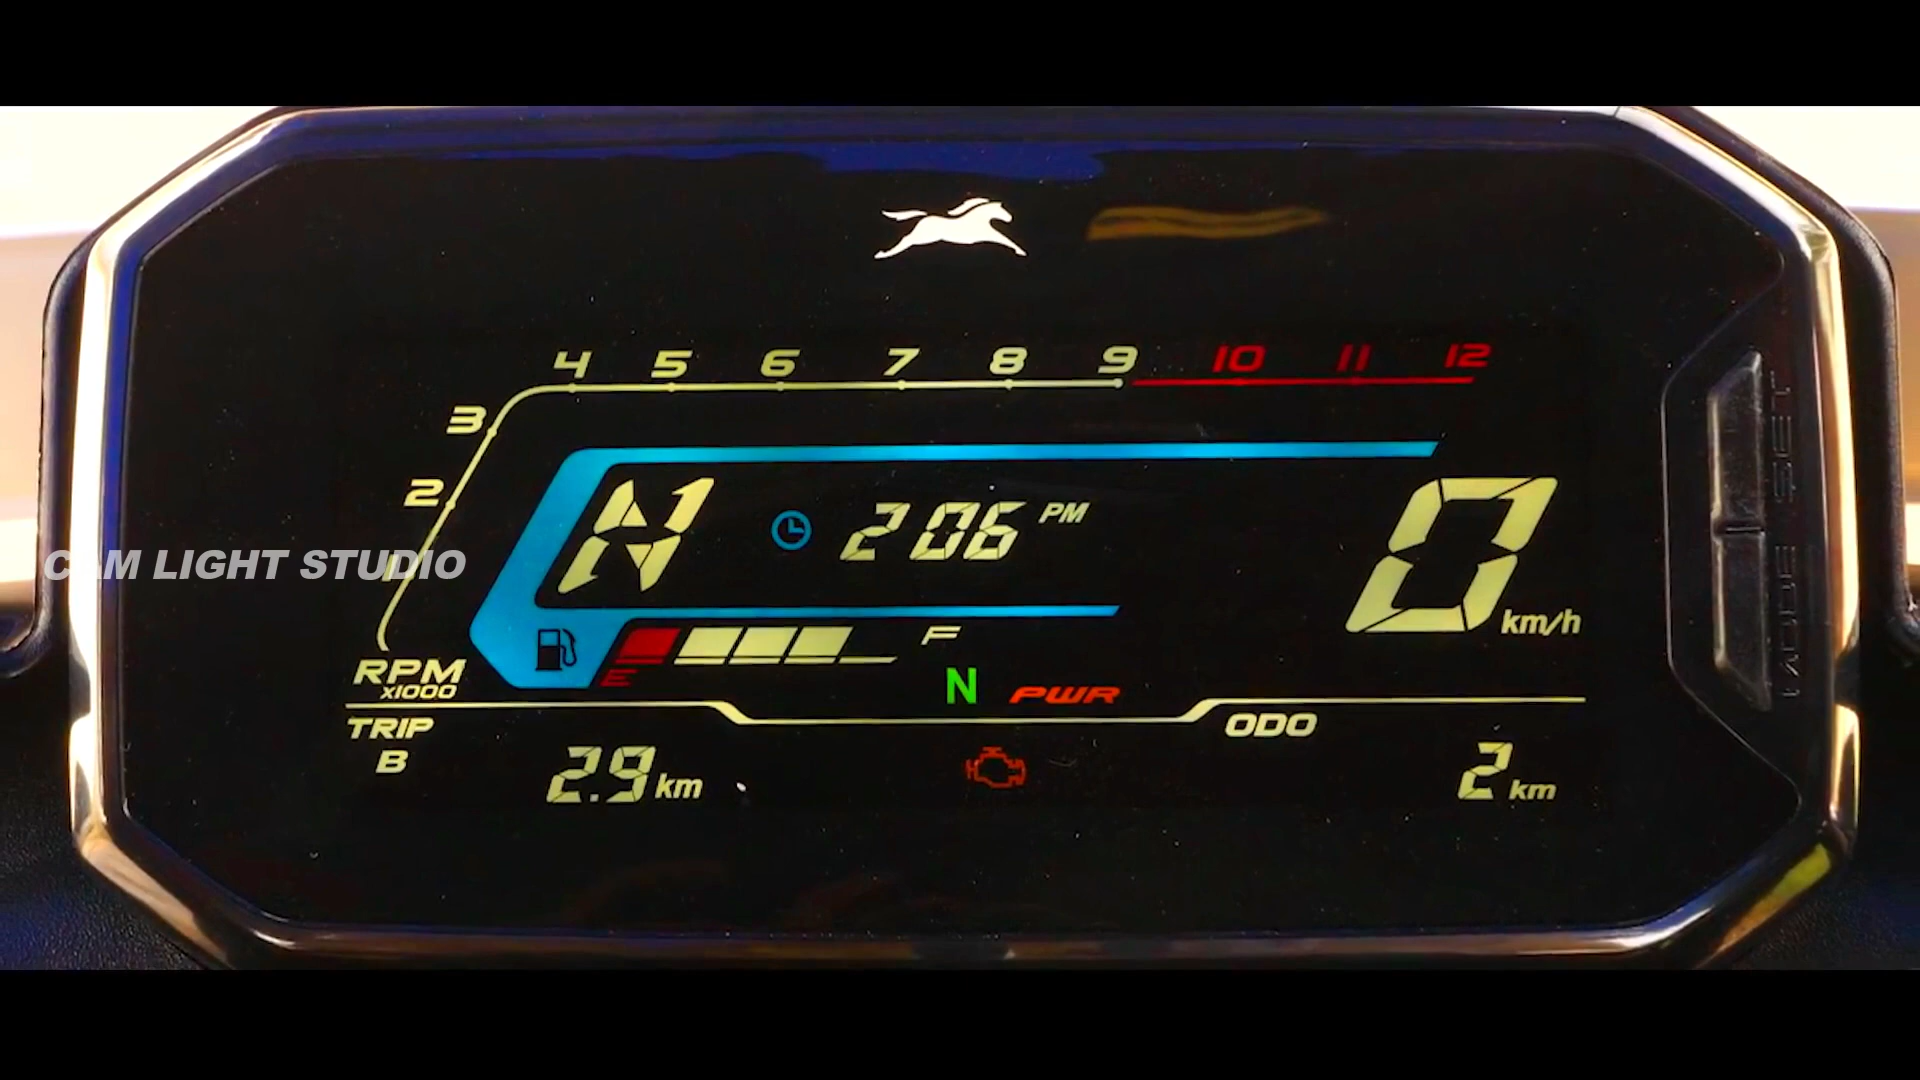 4 5 6 7 8 9 10 11 12
3
2
1
N 2 06 PM 0 km/h
CAM LIGHT STUDIO
E F
RPM
X1000
N PWR
TRIP
B
2.9 km
ODO
2 km
MODE SET